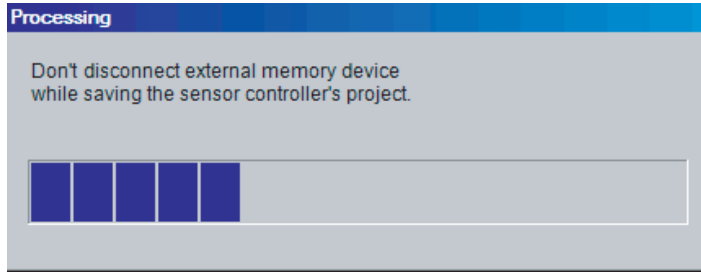 Processing
Don't disconnect external memory device
while saving the sensor controller's project.